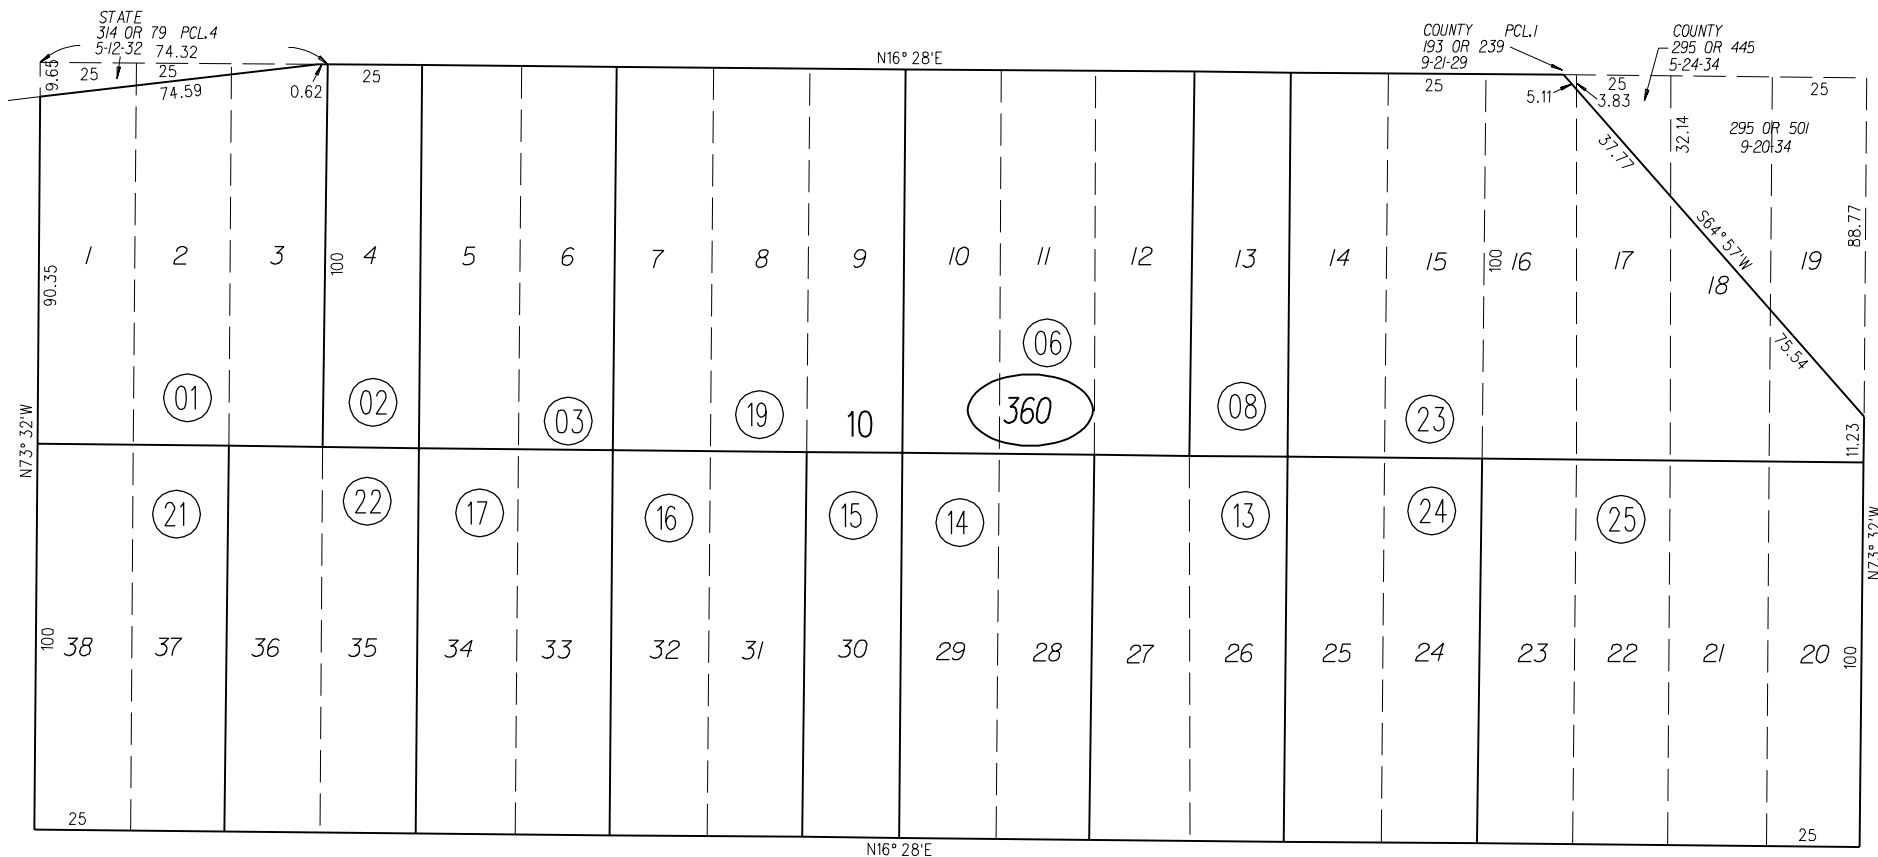 STATE
314 OR 79 PCL.4
5-12-32 74.32
COUNTY PCL.1
193 OR 239
9-21-29
COUNTY
295 OR 445
5-24-34
N16° 28'E
9.65
25 25 25
74.59 0.62
25 25 25
5.11 3.83
32.14
295 OR 501
9-20-34
37.77
S64° 57'W
88.77
75.54
11.23
90.35
100
100
1 2 3 4 5 6 7 8 9 10 11 12 13 14 15 16 17 18 19
01 02 03 19 10 06 360 08 23
N73° 32'W
N73° 32'W
21 22 17 16 15 14 13 24 25
100
38 37 36 35 34 33 32 31 30 29 28 27 26 25 24 23 22 21 20
100
25
25
N16° 28'E